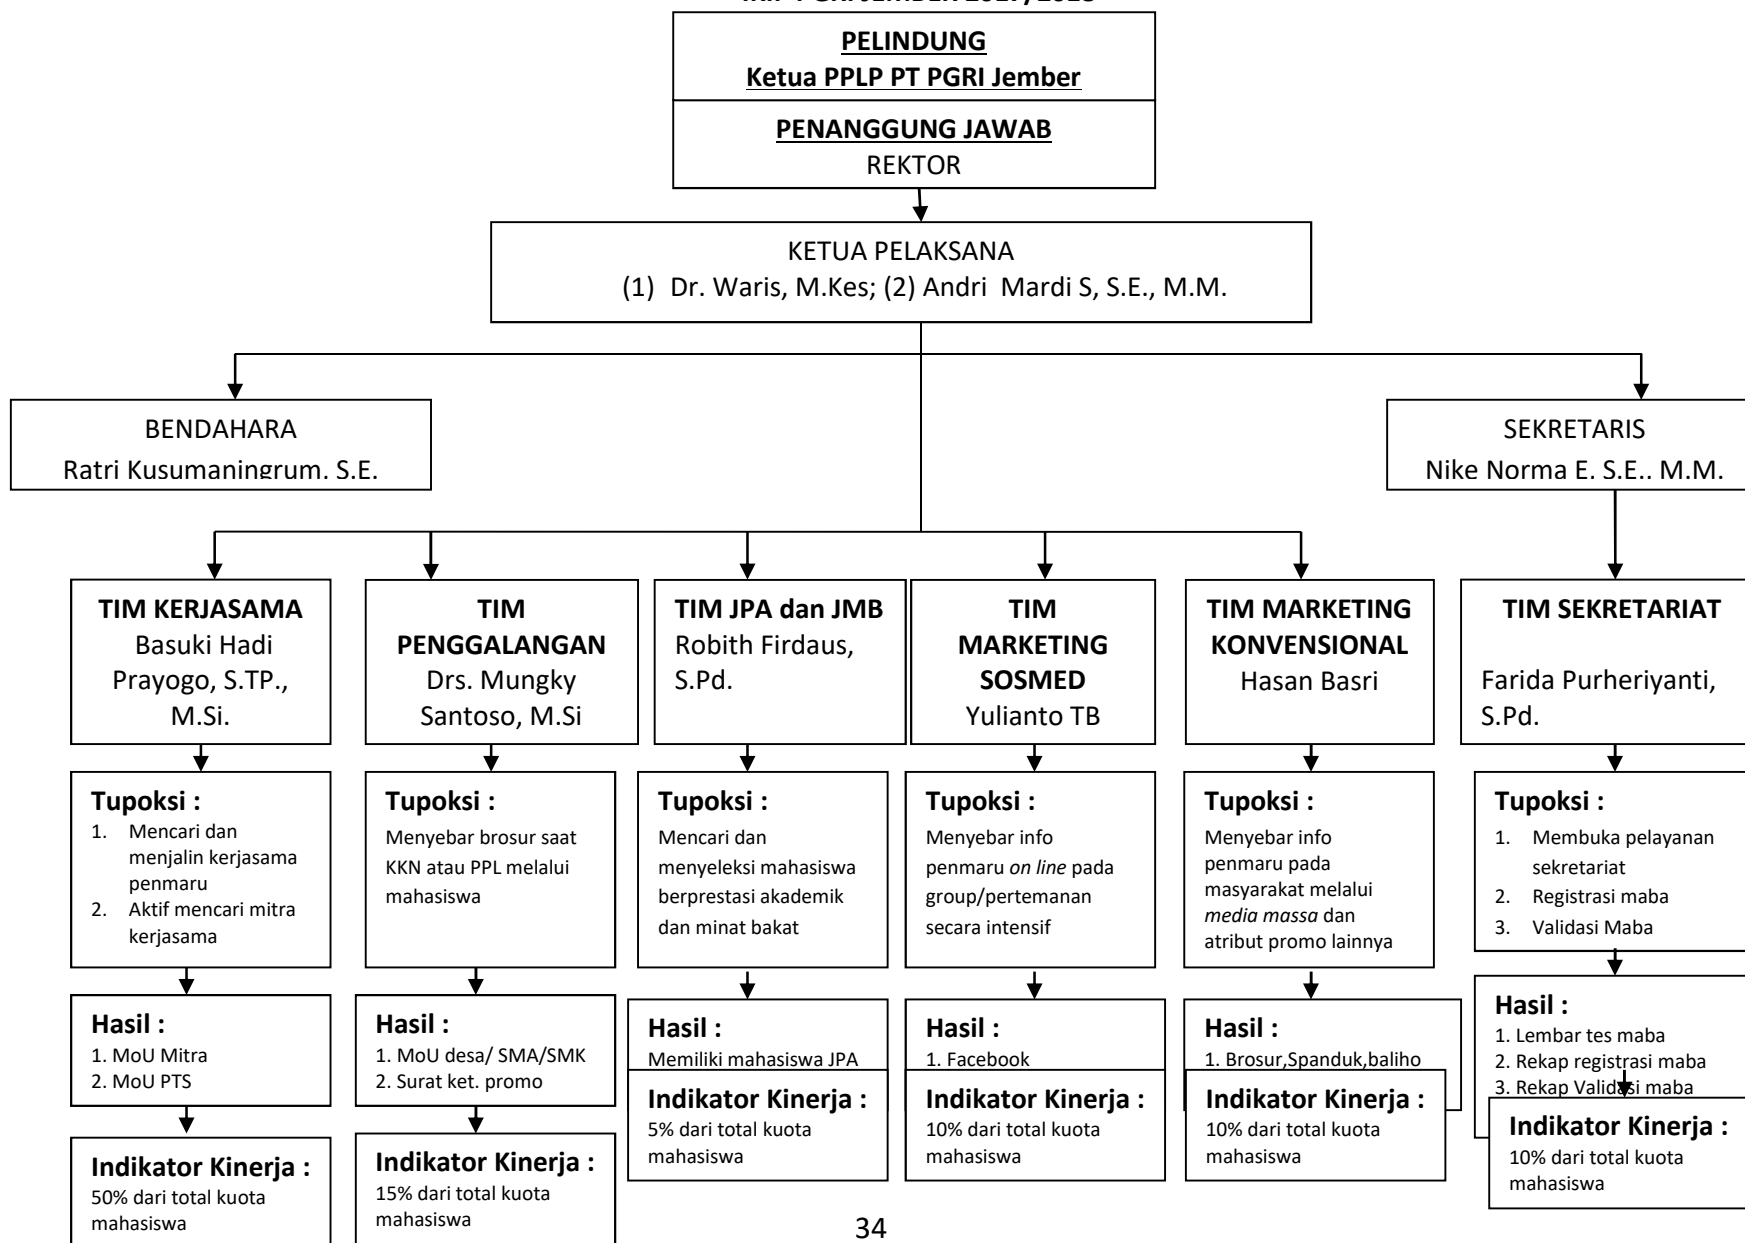 PELINDUNG
Ketua PPLP PT PGRI Jember
PENANGGUNG JAWAB
REKTOR
KETUA PELAKSANA
(1) Dr. Waris, M.Kes; (2) Andri Mardi S, S.E., M.M.
BENDAHARA
Ratri Kusumaningrum. S.E.
SEKRETARIS
Nike Norma E. S.E.. M.M.
TIM KERJASAMA
Basuki Hadi
Prayogo, S.TP.,
M.Si.
TIM
PENGGALANGAN
Drs. Mungky
Santoso, M.Si
TIM JPA dan JMB
Robith Firdaus,
S.Pd.
TIM
MARKETING
SOSMED
Yulianto TB
TIM MARKETING
KONVENSIONAL
Hasan Basri
TIM SEKRETARIAT
Farida Purheriyanti,
S.Pd.
Tupoksi :
1. Mencari dan
menjalin kerjasama
penmaru
2. Aktif mencari mitra
kerjasama
Tupoksi :
Menyebar brosur saat
KKN atau PPL melalui
mahasiswa
Tupoksi :
Mencari dan
menyeleksi mahasiswa
berprestasi akademik
dan minat bakat
Tupoksi :
Menyebar info
penmaru on line pada
group/pertemanan
secara intensif
Tupoksi :
Menyebar info
penmaru pada
masyarakat melalui
media massa dan
atribut promo lainnya
Tupoksi :
1. Membuka pelayanan
sekretariat
2. Registrasi maba
3. Validasi Maba
Hasil :
1. MoU Mitra
2. MoU PTS
Hasil :
1. MoU desa/ SMA/SMK
2. Surat ket. promo
Hasil :
Memiliki mahasiswa JPA
Hasil :
1. Facebook
Hasil :
1. Brosur,Spanduk,baliho
Hasil :
1. Lembar tes maba
2. Rekap registrasi maba
3. Rekap Validasi maba
Indikator Kinerja :
50% dari total kuota
mahasiswa
Indikator Kinerja :
15% dari total kuota
mahasiswa
Indikator Kinerja :
5% dari total kuota
mahasiswa
Indikator Kinerja :
10% dari total kuota
mahasiswa
Indikator Kinerja :
10% dari total kuota
mahasiswa
Indikator Kinerja :
10% dari total kuota
mahasiswa
34